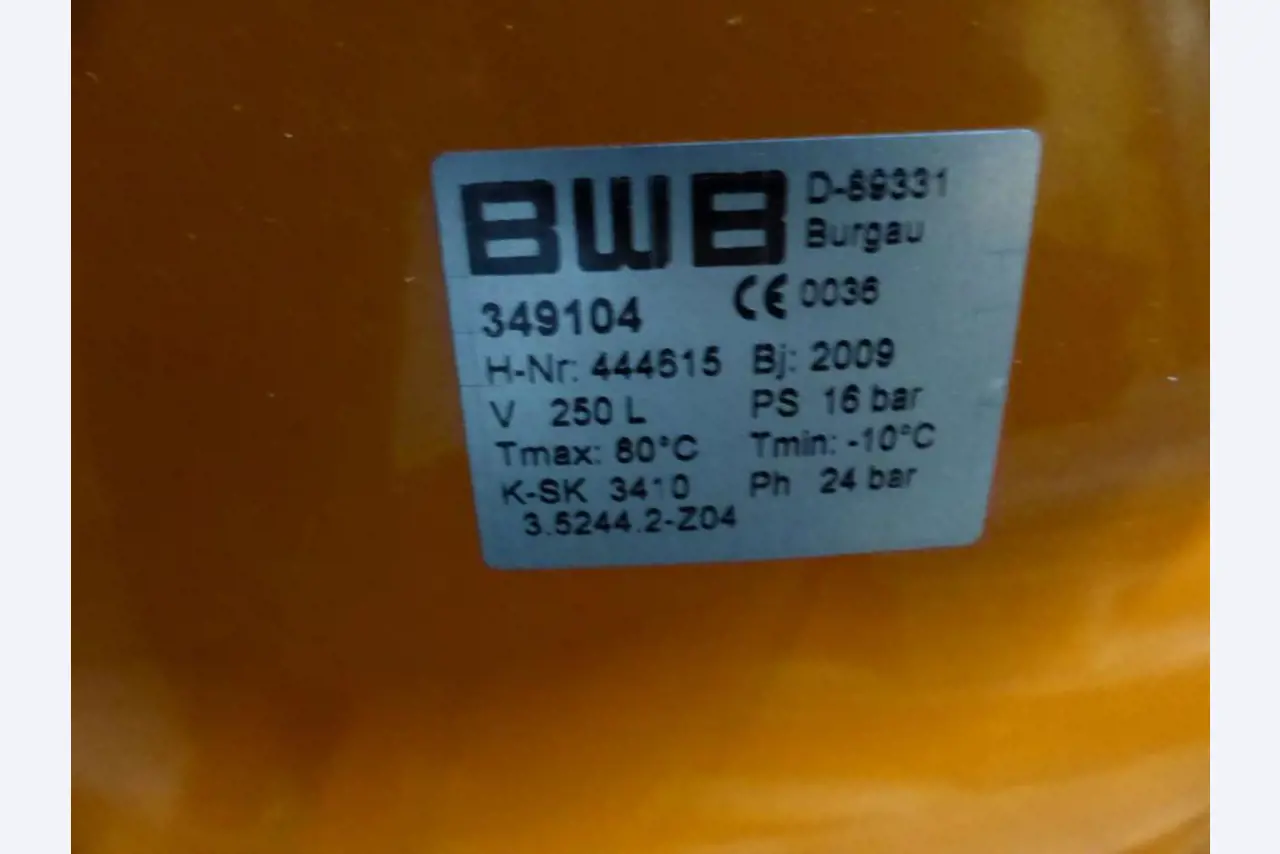 BWB D-89331
Burgau
CE 0036
349104
H-Nr: 444615 Bj: 2009
V 250 L PS 16 bar
Tmax: 60°C Tmin: -10°C
K-SK 3410 Ph 24 bar
3.5244.2-Z04